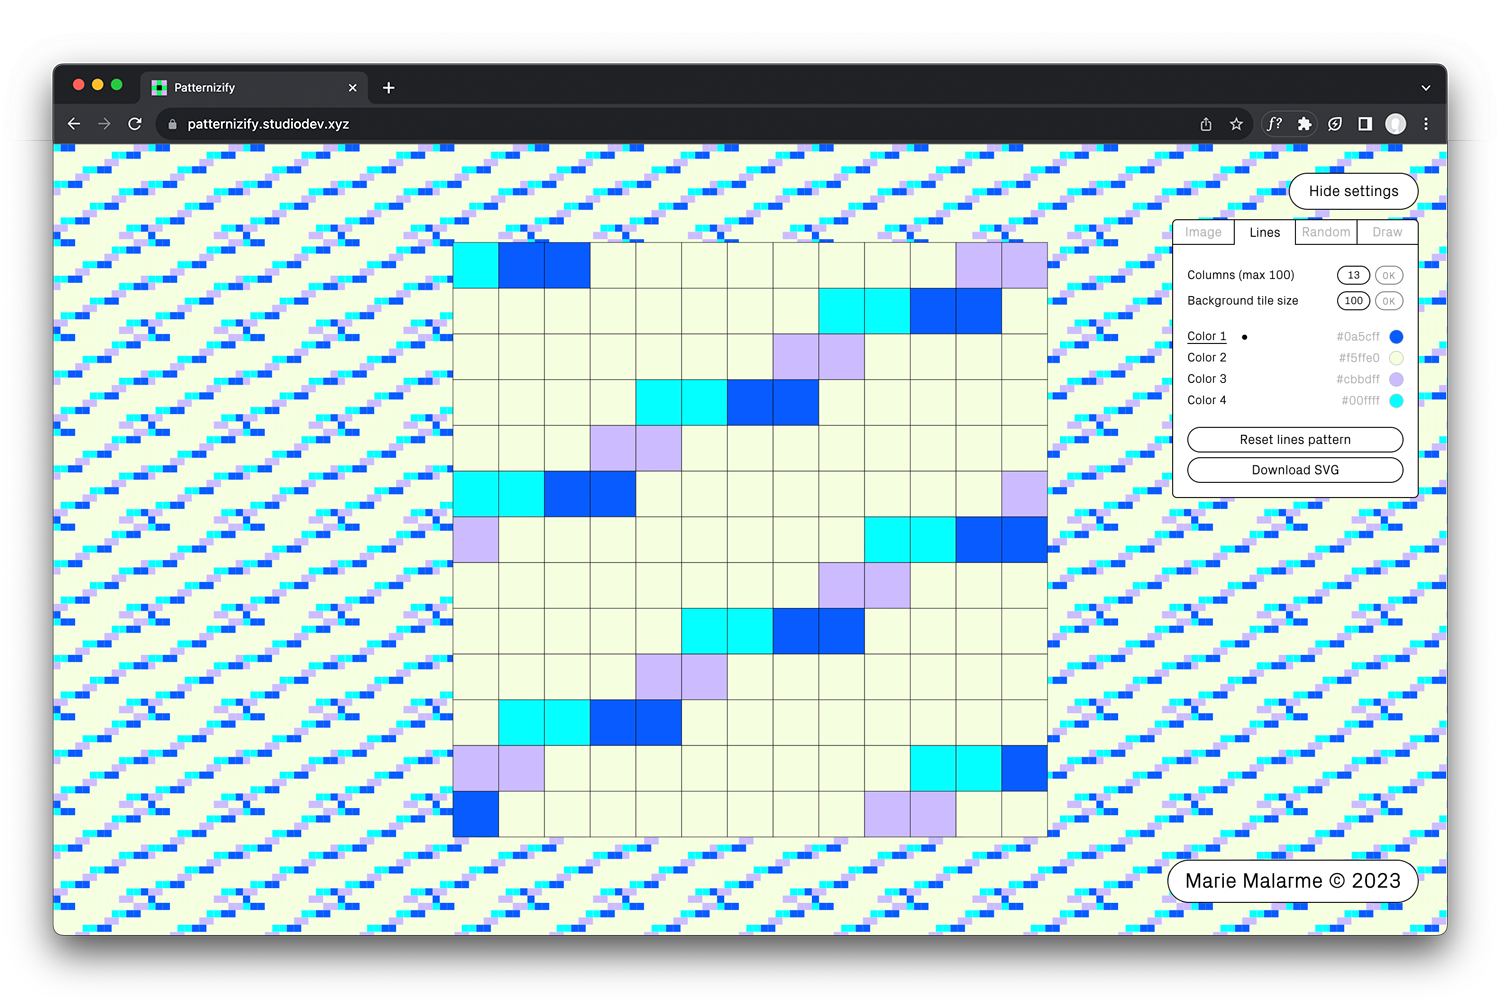 Patternizify
patternizify.studiodev.xyz
f?
Hide settings
Image Lines Random Draw
Columns (max 100) 13 OK
Background tile size 100 OK
Color 1 #0a5cff
Color 2 #f5ffe0
Color 3 #cbbdff
Color 4 #00ffff
Reset lines pattern
Download SVG
Marie Malarme © 2023